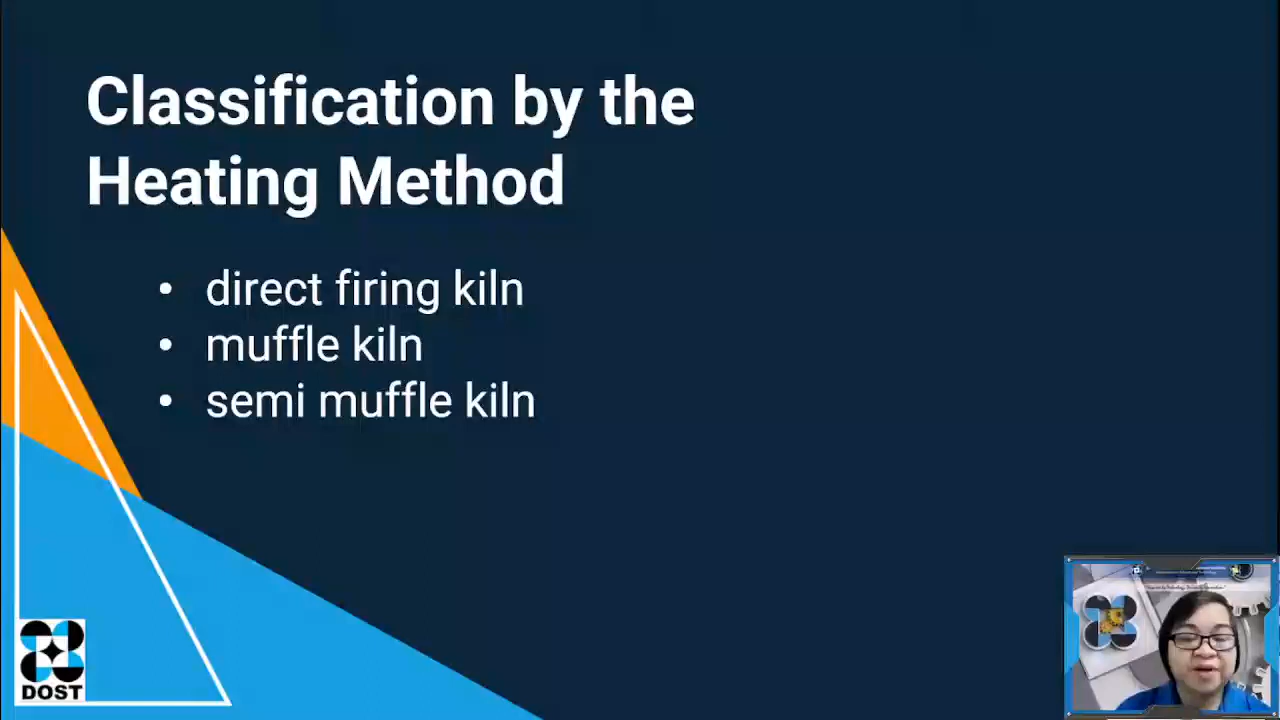 Classification by the
Heating Method
• direct firing kiln
• muffle kiln
• semi muffle kiln
DOST